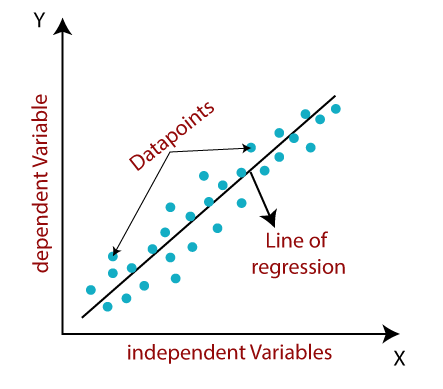 Y
dependent Variable
Datapoints
Line of
regression
independent Variables
X